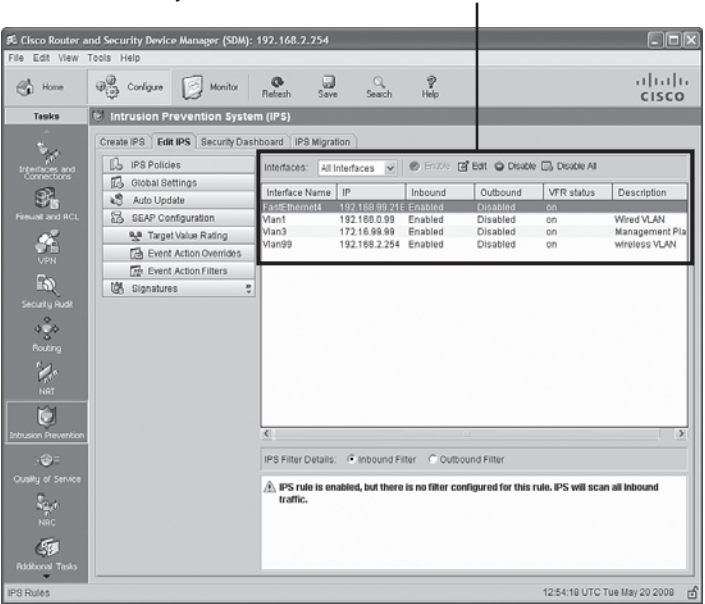 Cisco Router and Security Device Manager (SDM): 192.168.2.254
File Edit View Tools Help
Home Configure Monitor Refresh Save Search Help
CISCO
Tasks
Intrusion Prevention System (IPS)
Create IPS Edit IPS Security Dashboard IPS Migration
Interfaces and Connections
Firewall and ACL
VPN
Security Audit
Routing
NAT
Intrusion Prevention
Quality of Service
NAC
Additional Tasks
IPS Policies
Global Settings
Auto Update
SEAP Configuration
Target Value Rating
Event Action Overrides
Event Action Filters
Signatures
Interfaces: All Interfaces Enable Edit Disable Disable All
Interface Name IP Inbound Outbound VFR status Description
FastEthernet4 192.168.99.218 Enabled Disabled on
Vlan1 192.168.0.99 Enabled Disabled on Wired VLAN
Vlan3 172.16.99.99 Enabled Disabled on Management Pla
Vlan99 192.168.2.254 Enabled Disabled on wireless VLAN
IPS Filter Details: Inbound Filter Outbound Filter
IPS rule is enabled, but there is no filter configured for this rule. IPS will scan all Inbound
traffic.
IPS Rules
12:54:18 UTC Tue May 20 2008